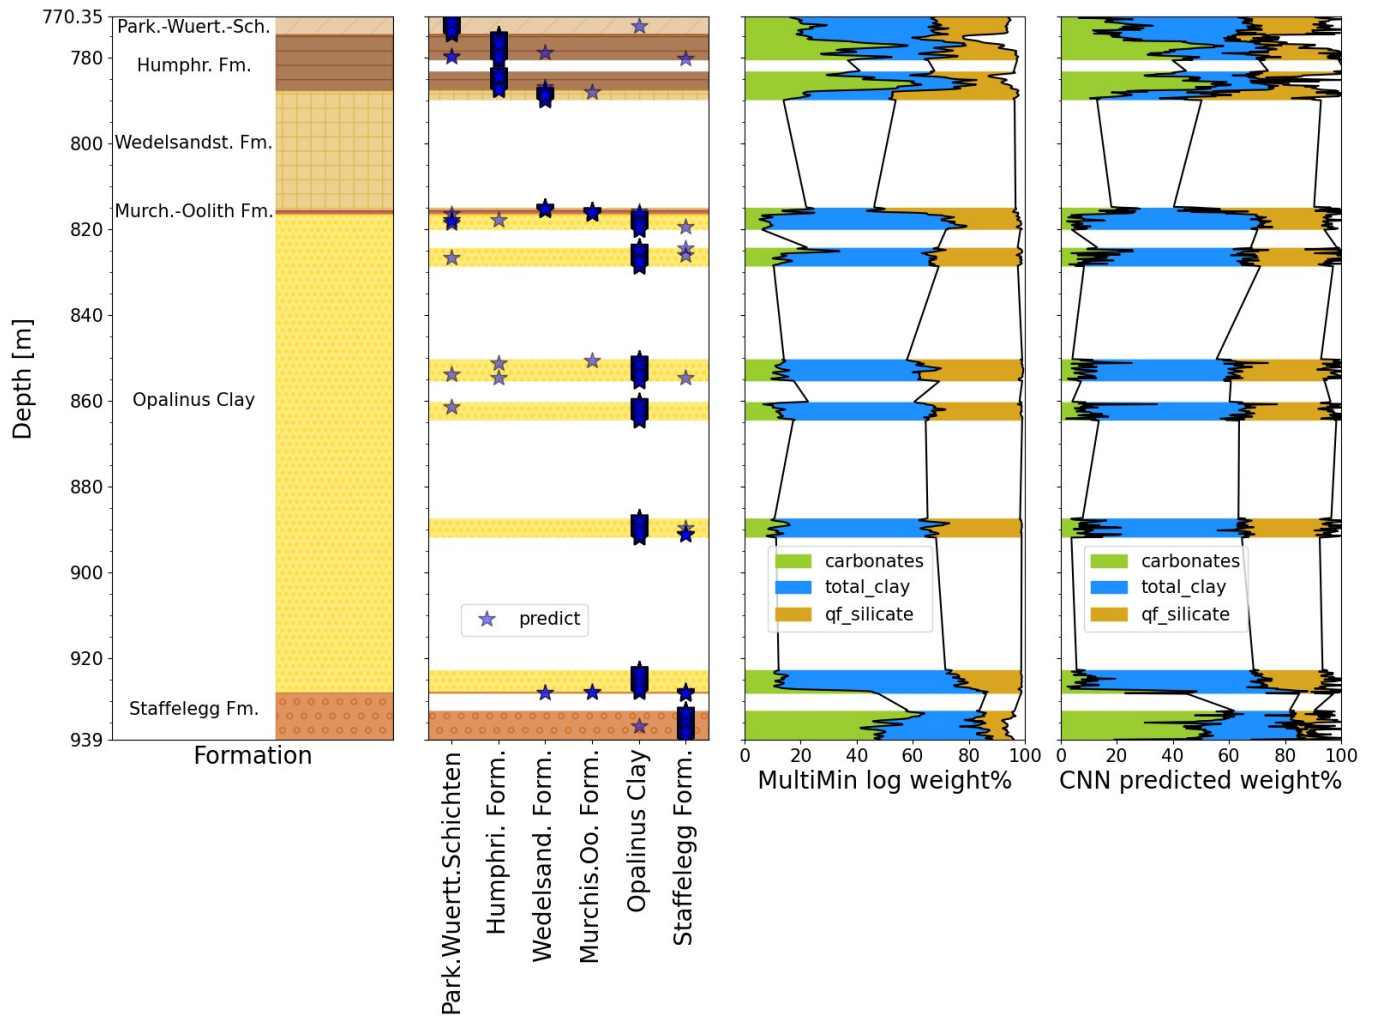 770.35
780
800
820
840
860
880
900
920
939
Depth [m]
Park.-Wuert.-Sch.
Humphr. Fm.
Wedelsandst. Fm.
Murch.-Oolith Fm.
Opalinus Clay
Staffelegg Fm.
Formation
predict
Park.Wuertt.Schichten
Humphri. Form.
Wedelsand. Form.
Murchis.Oo. Form.
Opalinus Clay
Staffelegg Form.
carbonates
total_clay
qf_silicate
0 20 40 60 80 100
MultiMin log weight%
carbonates
total_clay
qf_silicate
0 20 40 60 80 100
CNN predicted weight%